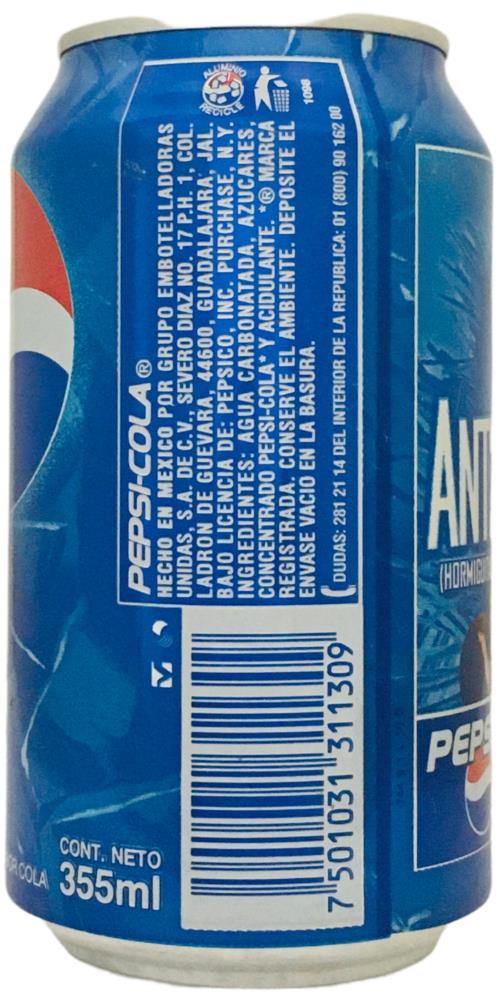 ALUMINIO
RECICLE
1098
PEPSI-COLA®
HECHO EN MEXICO POR GRUPO EMBOTELLADORAS
UNIDAS, S.A. DE C.V., SEVERO DIAZ NO. 17 P.H. 1, COL.
LADRON DE GUEVARA, 44600, GUADALAJARA, JAL.
BAJO LICENCIA DE: PEPSICO, INC. PURCHASE, N.Y.
INGREDIENTES: AGUA CARBONATADA, AZUCARES,
CONCENTRADO PEPSI-COLA* Y ACIDULANTE. *® MARCA
REGISTRADA. CONSERVE EL AMBIENTE. DEPOSITE EL
ENVASE VACIO EN LA BASURA.
DUDAS: 281 21 14 DEL INTERIOR DE LA REPUBLICA: 01 (800) 90 162 00
7 501031 311309
CONT. NETO
355ml
COLA
ANT
(HORMIGU
PEPS